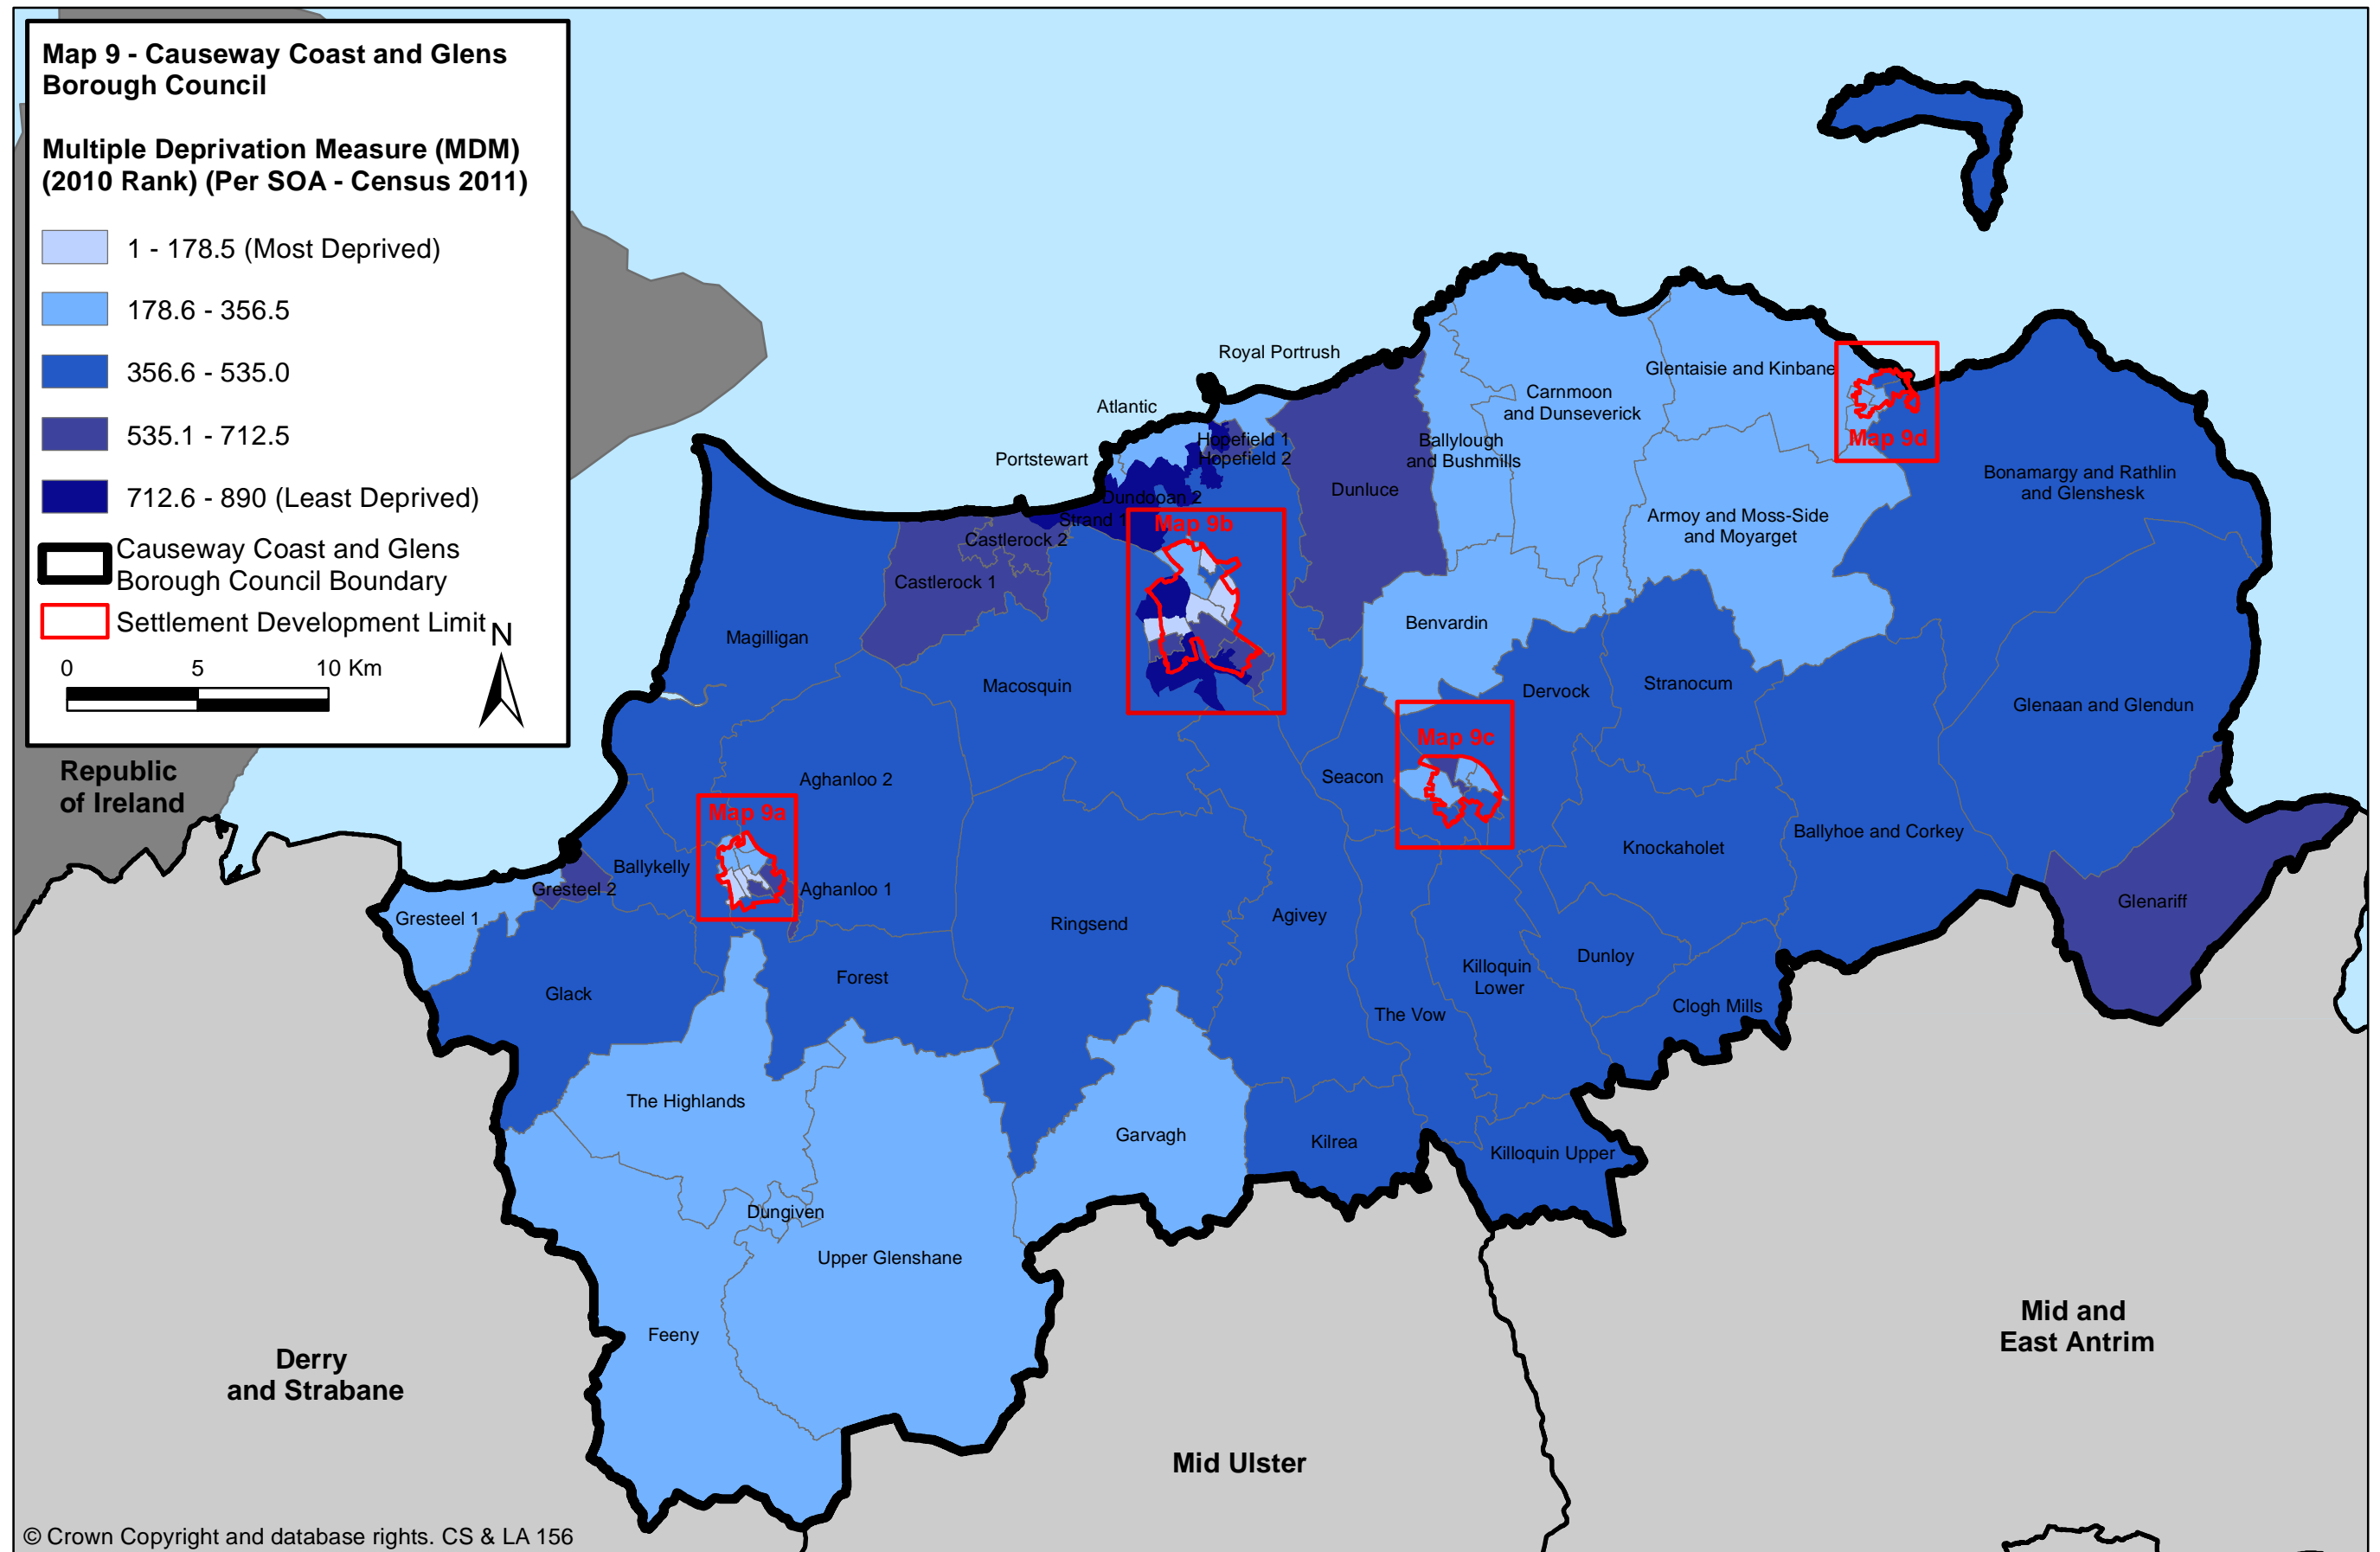 Map 9 - Causeway Coast and Glens
Borough Council
Multiple Deprivation Measure (MDM)
(2010 Rank) (Per SOA - Census 2011)
1 - 178.5 (Most Deprived)
178.6 - 356.5
356.6 - 535.0
535.1 - 712.5
712.6 - 890 (Least Deprived)
Causeway Coast and Glens
Borough Council Boundary
Settlement Development Limit
N
0 5 10 Km
Republic
of Ireland
Royal Portrush
Atlantic
Portstewart
Hopefield 1
Hopefield 2
Dundooan 2
Strand 1
Map 9b
Castlerock 2
Castlerock 1
Dunluce
Ballylough
and Bushmills
Carnmoon
and Dunseverick
Glentaisie and Kinbane
Map 9d
Armoy and Moss-Side
and Moyarget
Bonamargy and Rathlin
and Glenshesk
Magilligan
Macosquin
Benvardin
Dervock
Stranocum
Glenaan and Glendun
Aghanloo 2
Seacon
Map 9c
Map 9a
Ballykelly
Aghanloo 1
Knockaholet
Ballyhoe and Corkey
Gresteel 2
Gresteel 1
Glenariff
Ringsend
Agivey
Glack
Forest
Killoquin
Lower
Dunloy
The Vow
Clogh Mills
The Highlands
Garvagh
Kilrea
Killoquin Upper
Dungiven
Upper Glenshane
Feeny
Derry
and Strabane
Mid Ulster
Mid and
East Antrim
© Crown Copyright and database rights. CS & LA 156